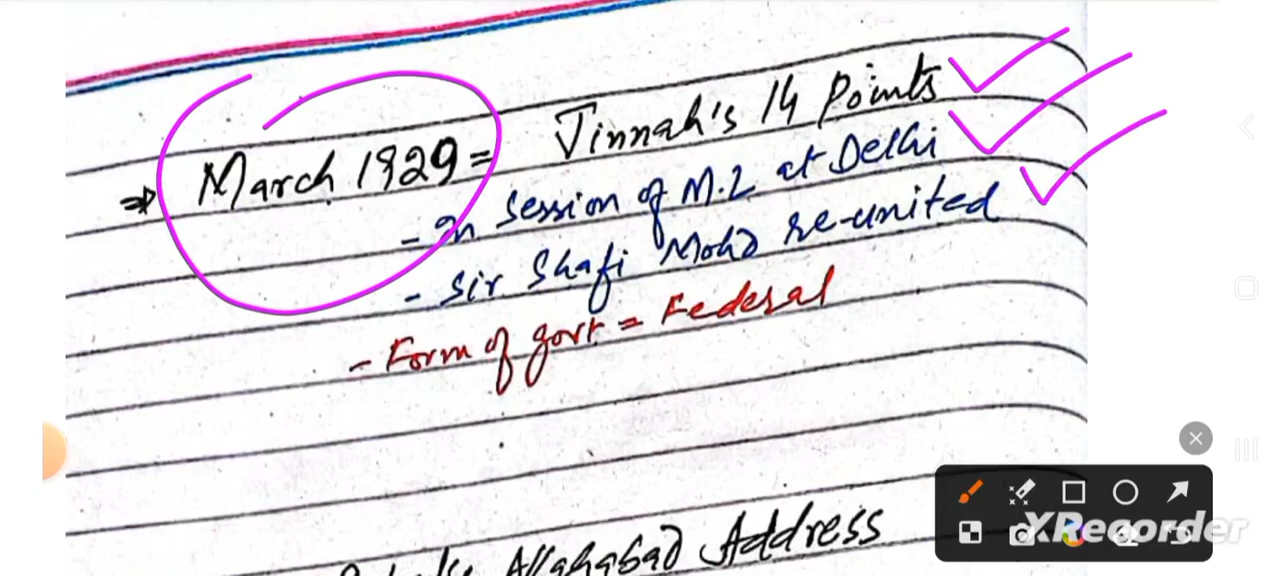 ⇒ March 1929 = Jinnah's 14 Points
- In Session of M.L at Delhi
- Sir Shafi Mohd re-united
- Form of govt = Federal
Allahabad Address
XRecorder